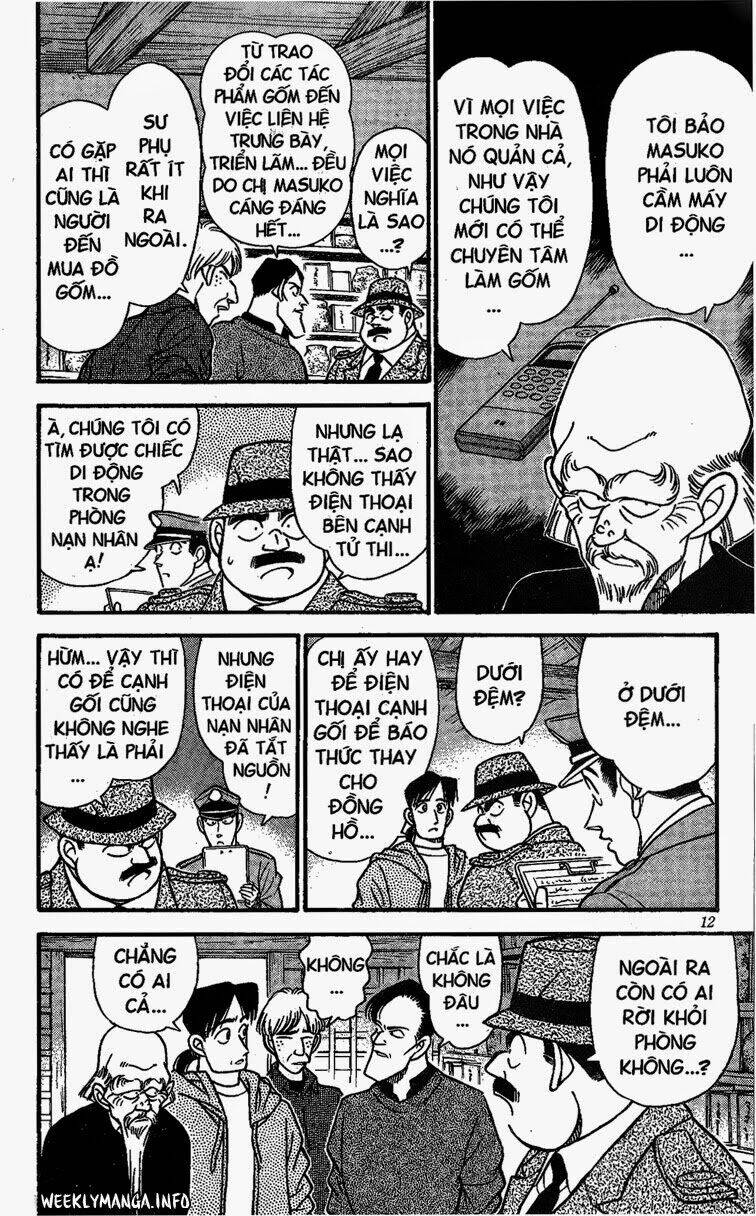 TÔI BẢO
MASUKO
PHẢI LUÔN
CẦM MÁY
DI ĐỘNG
...
VÌ MỌI VIỆC
TRONG NHÀ
NÓ QUẢN CẢ,
NHƯ VẬY
CHÚNG TÔI
MỚI CÓ THỂ
CHUYÊN TÂM
LÀM GỐM
...
MỌI
VIỆC
NGHĨA
LÀ SAO
...?
TỪ TRAO
ĐỔI CÁC TÁC
PHẨM GỐM ĐẾN
VIỆC LIÊN HỆ
TRƯNG BÀY,
TRIỂN LÃM... ĐỀU
DO CHỊ MASUKO
CÁNG ĐÁNG
HẾT...
SƯ
PHỤ
RẤT ÍT
KHI
RA
NGOÀI.
CÓ GẶP
AI THÌ
CŨNG LÀ
NGƯỜI
ĐẾN
MUA ĐỒ
GỐM...
NHƯNG LẠ
THẬT... SAO
KHÔNG THẤY
ĐIỆN THOẠI
BÊN CẠNH
TỬ THI...
À, CHÚNG TÔI CÓ
TÌM ĐƯỢC CHIẾC
DI ĐỘNG
TRONG
PHÒNG
NẠN NHÂN
Ạ!
Ở DƯỚI
ĐỆM...
DƯỚI
ĐỆM?
CHỊ ẤY HAY
ĐỂ ĐIỆN
THOẠI CẠNH
GỐI ĐỂ BÁO
THỨC THAY
CHO
ĐỒNG
HỒ...
NHƯNG
ĐIỆN
THOẠI CỦA
NẠN NHÂN
ĐÃ TẮT
NGUỒN
!
HỪM... VẬY THÌ
CÓ ĐỂ CẠNH
GỐI CŨNG
KHÔNG NGHE
THẤY LÀ PHẢI
...
12
NGOÀI RA
CÒN CÓ AI
RỜI KHỎI
PHÒNG
KHÔNG...?
CHẮC LÀ
KHÔNG
ĐÂU
...
KHÔNG
...
CHẲNG
CÓ AI
CẢ...
WEEKLYMANGA.INFO